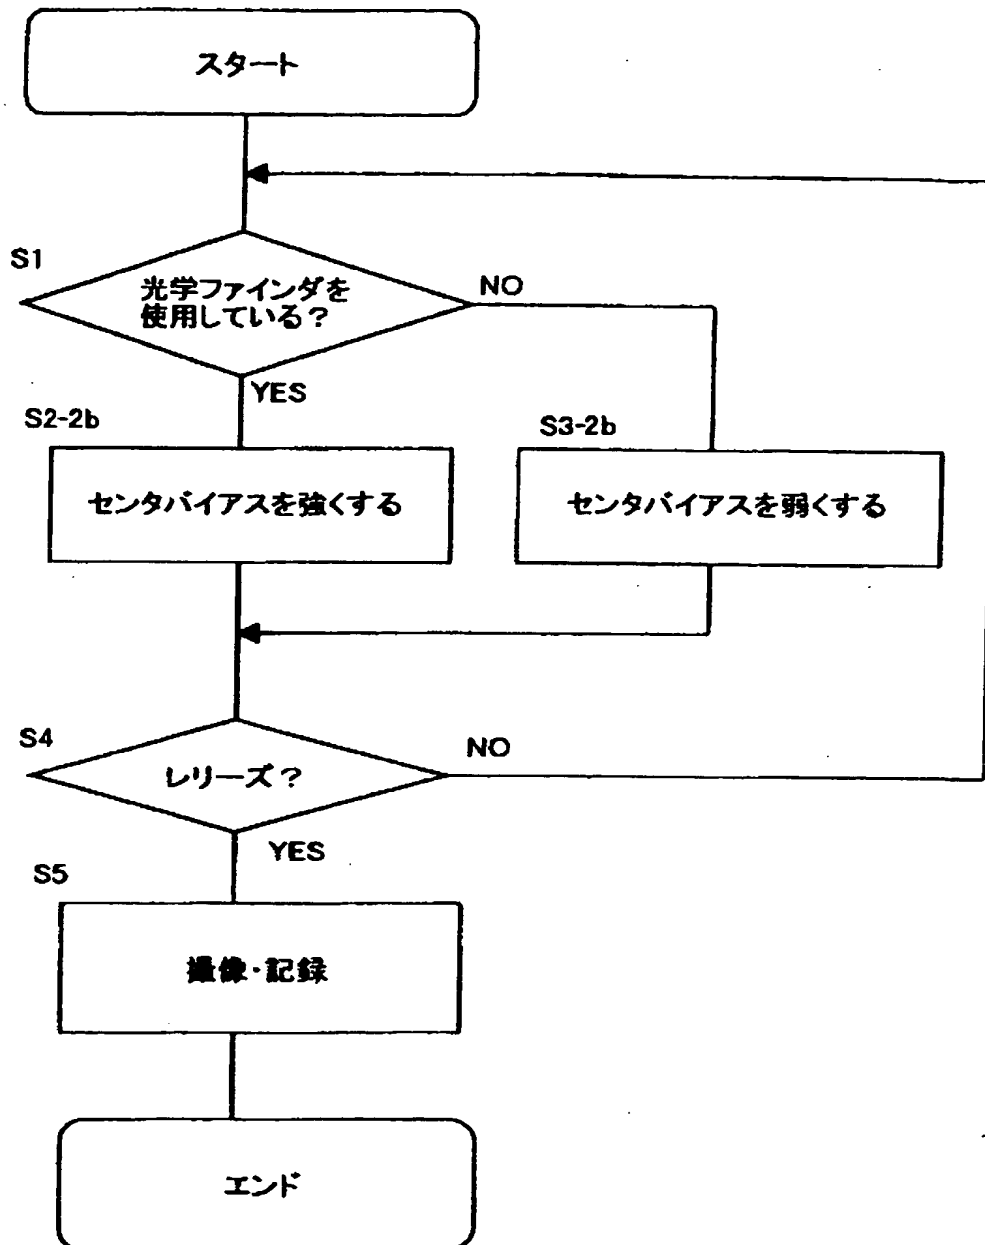 スタート
S1
光学ファインダを
使用している?
NO
YES
S2-2b
センタバイアスを強くする
S3-2b
センタバイアスを弱くする
S4
レリーズ?
NO
YES
S5
撮像・記録
エンド